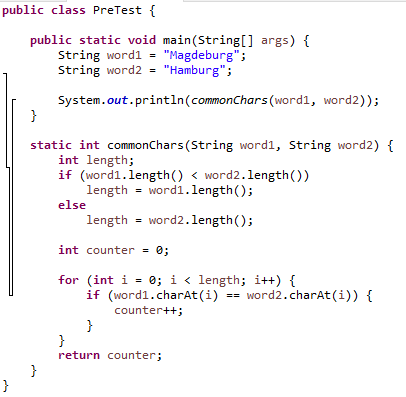 public class PreTest {
    public static void main(String[] args) {
        String word1 = "Magdeburg";
        String word2 = "Hamburg";
        System.out.println(commonChars(word1, word2));
    }
    static int commonChars(String word1, String word2) {
        int length;
        if (word1.length() < word2.length())
            length = word1.length();
        else
            length = word2.length();
        int counter = 0;
        for (int i = 0; i < length; i++) {
            if (word1.charAt(i) == word2.charAt(i)) {
                counter++;
            }
        }
        return counter;
    }
}